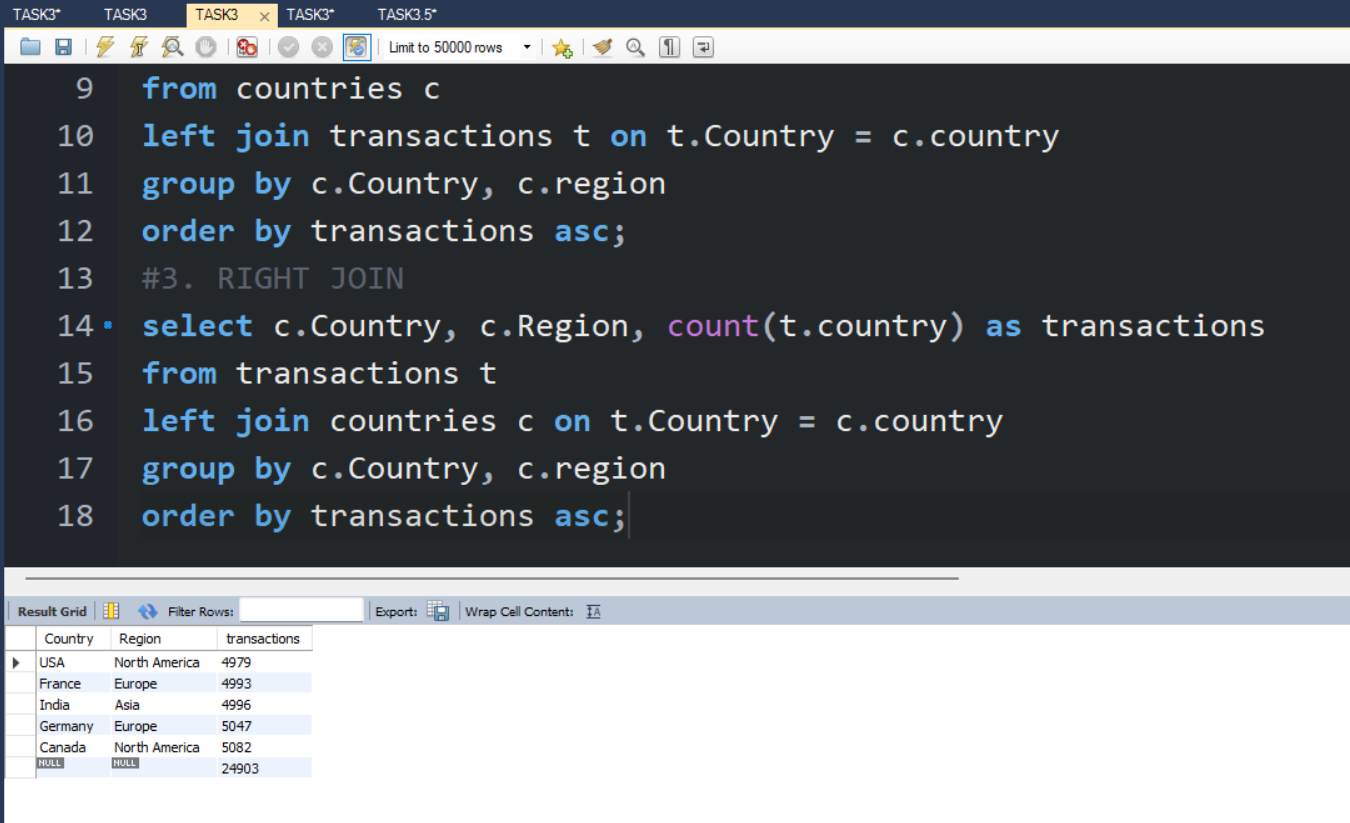 TASK3* TASK3 TASK3 × TASK3* TASK3.5*
Limit to 50000 rows
9 from countries c
10 left join transactions t on t.Country = c.country
11 group by c.Country, c.region
12 order by transactions asc;
13 #3. RIGHT JOIN
14 select c.Country, c.Region, count(t.country) as transactions
15 from transactions t
16 left join countries c on t.Country = c.country
17 group by c.Country, c.region
18 order by transactions asc;
Result Grid Filter Rows: Export: Wrap Cell Content: IA
Country Region transactions
USA North America 4979
France Europe 4993
India Asia 4996
Germany Europe 5047
Canada North America 5082
NULL NULL 24903